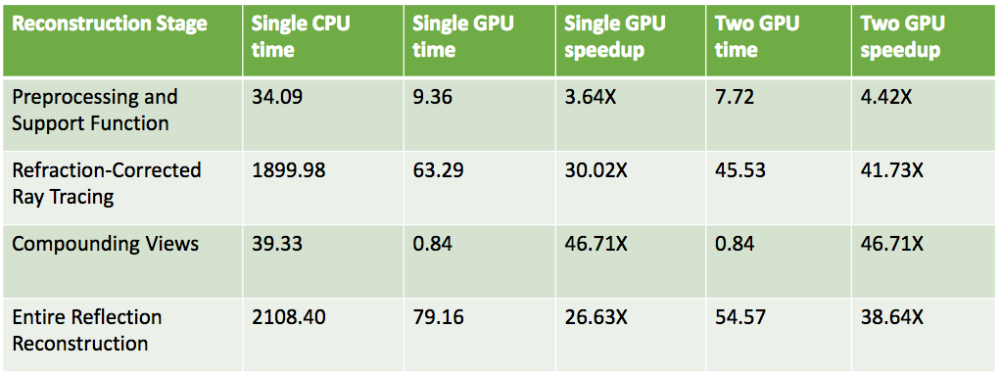 Reconstruction Stage Single CPU time Single GPU time Single GPU speedup Two GPU time Two GPU speedup
Preprocessing and Support Function 34.09 9.36 3.64X 7.72 4.42X
Refraction-Corrected Ray Tracing 1899.98 63.29 30.02X 45.53 41.73X
Compounding Views 39.33 0.84 46.71X 0.84 46.71X
Entire Reflection Reconstruction 2108.40 79.16 26.63X 54.57 38.64X